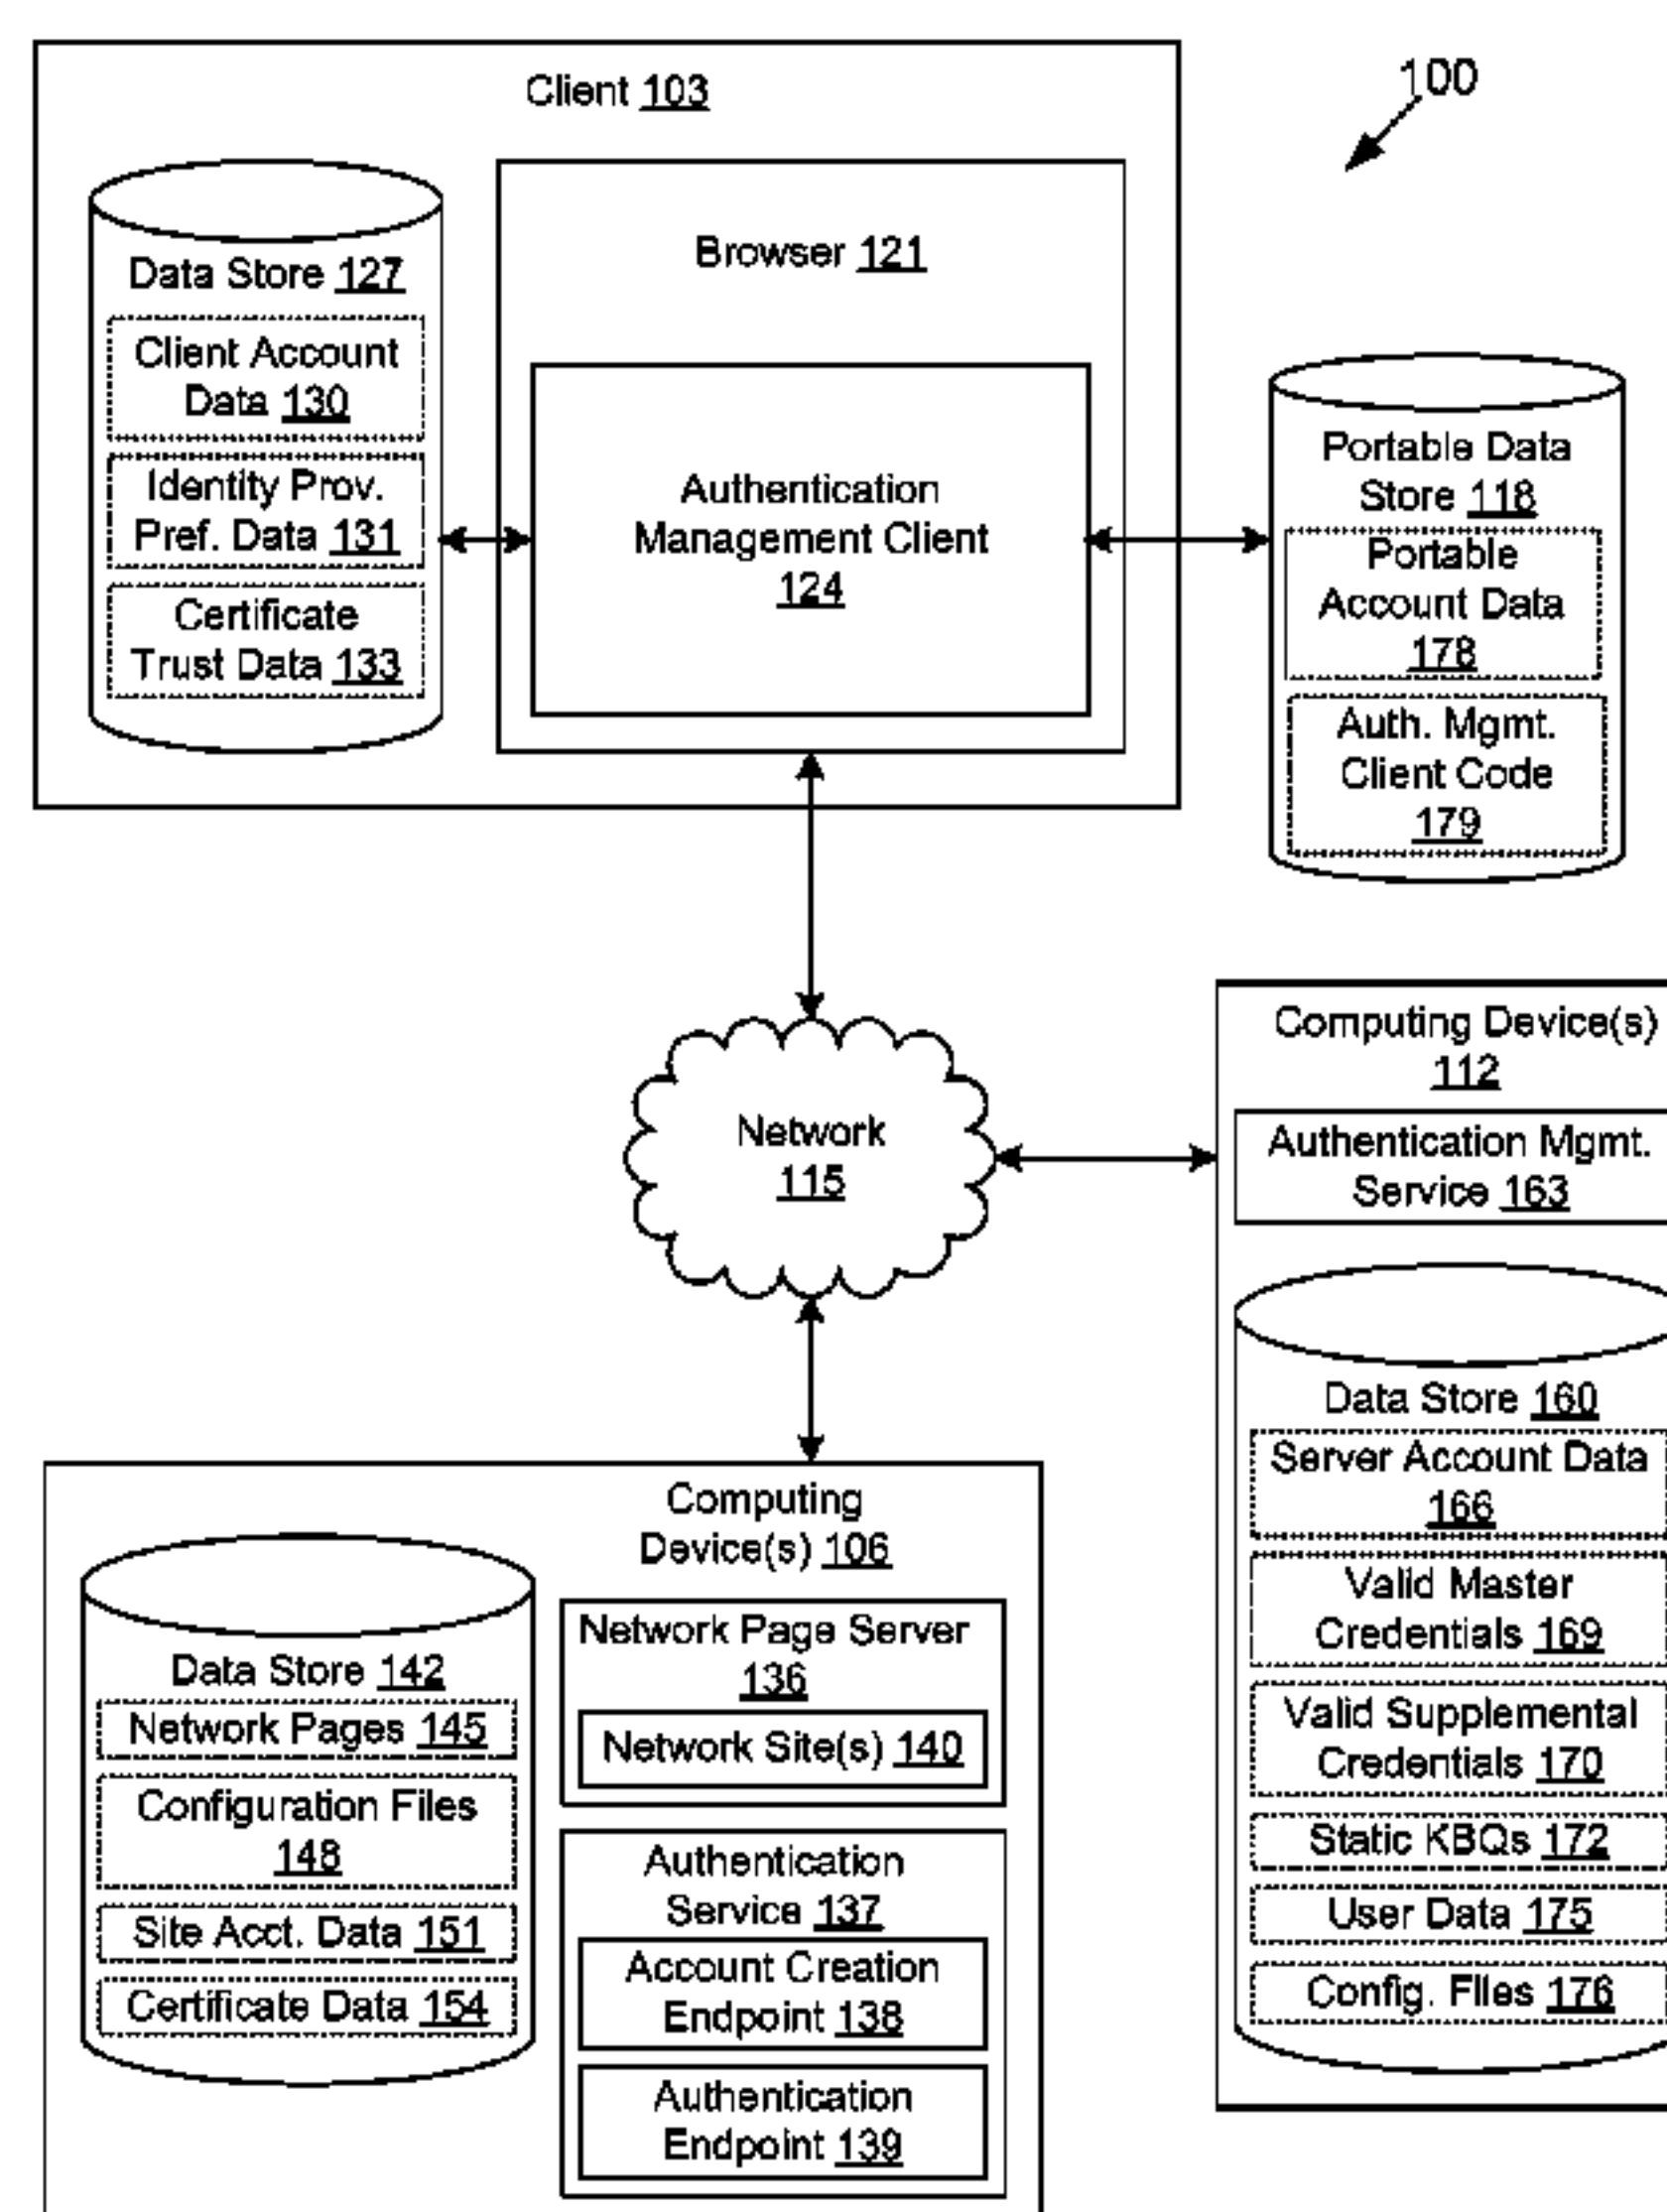 Client 103
100
Data Store 127
Client Account
Data 130
Identity Prov.
Pref. Data 131
Certificate
Trust Data 133
Browser 121
Authentication
Management Client
124
Portable Data
Store 118
Portable
Account Data
178
Auth. Mgmt.
Client Code
179
Network
115
Computing Device(s)
112
Authentication Mgmt.
Service 163
Data Store 160
Server Account Data
166
Valid Master
Credentials 169
Valid Supplemental
Credentials 170
Static KBQs 172
User Data 175
Config. Files 176
Computing
Device(s) 106
Data Store 142
Network Pages 145
Configuration Files
148
Site Acct. Data 151
Certificate Data 154
Network Page Server
136
Network Site(s) 140
Authentication
Service 137
Account Creation
Endpoint 138
Authentication
Endpoint 139